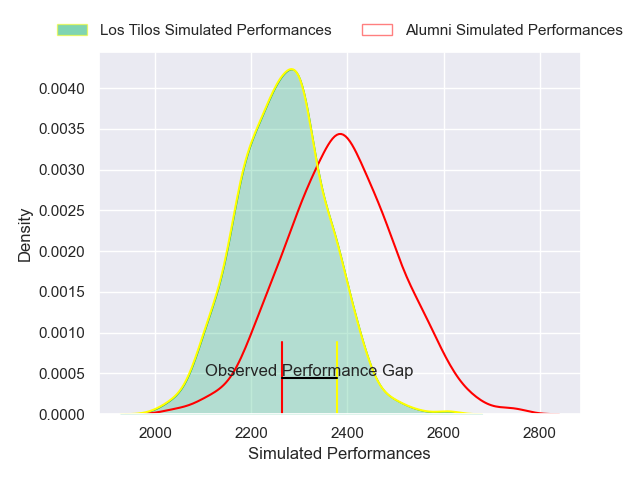 Los Tilos Simulated Performances
Alumni Simulated Performances
0.0040
0.0035
0.0030
0.0025
0.0020
0.0015
0.0010
0.0005
0.0000
Density
Observed Performance Gap
2000 2200 2400 2600 2800
Simulated Performances